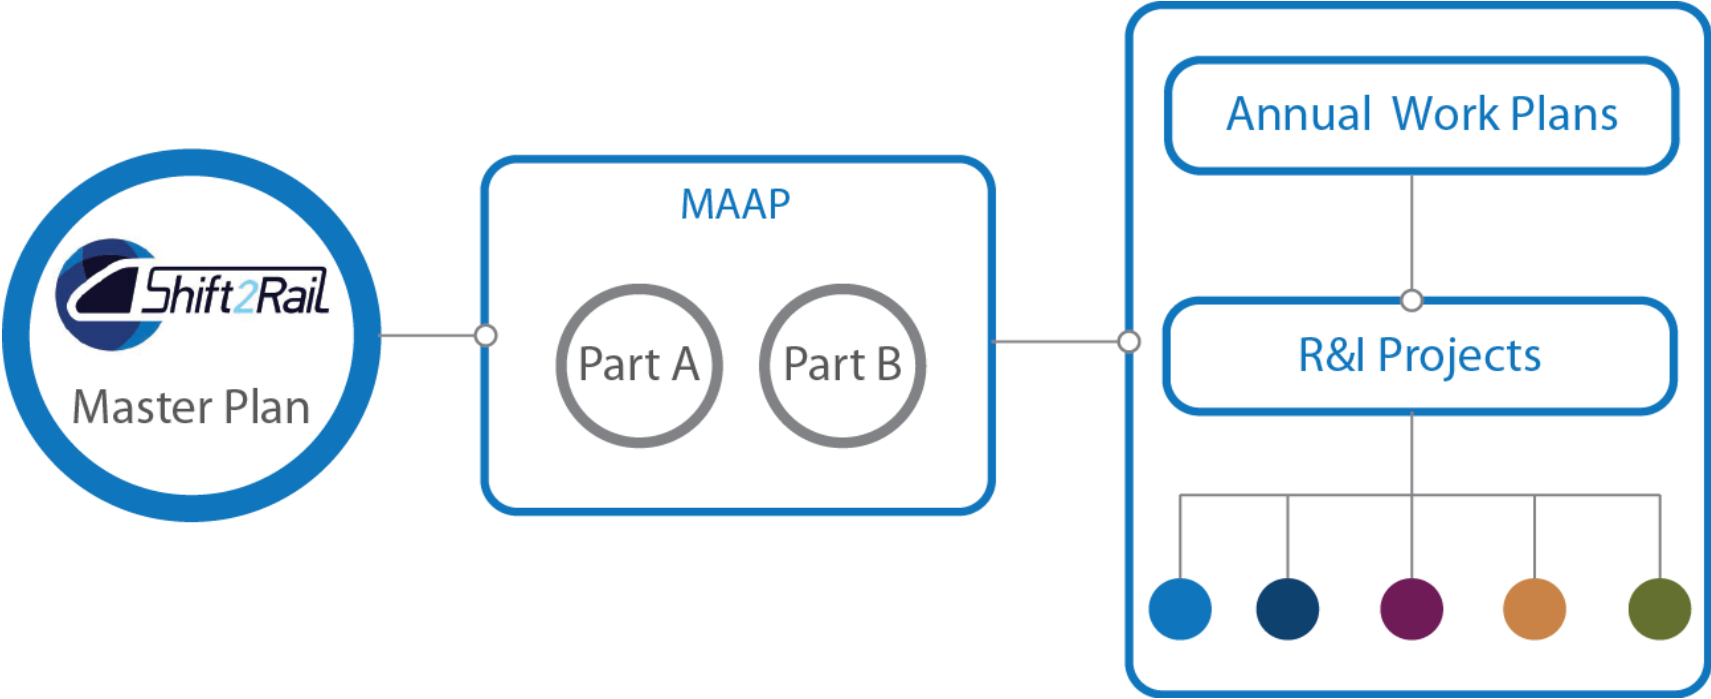 Shift2Rail
Master Plan
MAAP
Part A
Part B
Annual Work Plans
R&I Projects